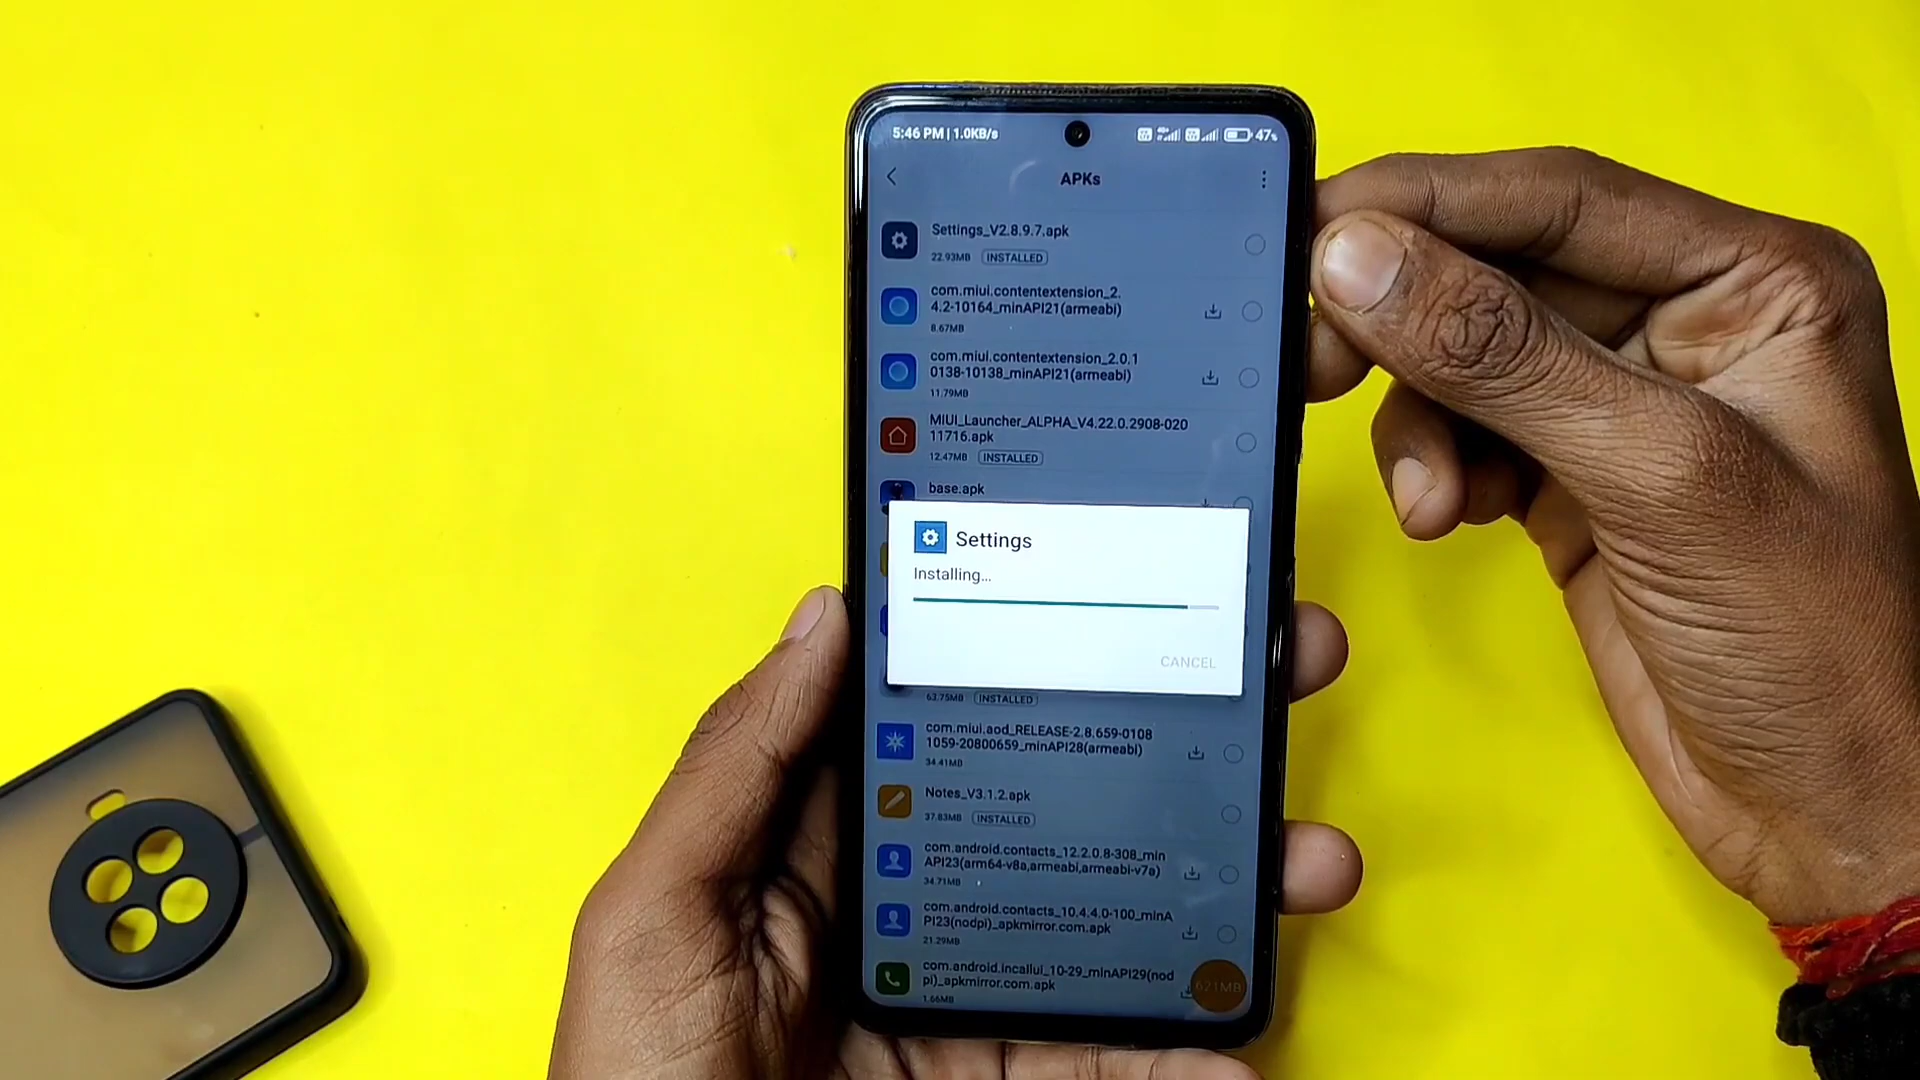 5:46 PM | 1.0KB/s
47%
APKs
Settings_V2.8.9.7.apk
22.93MB INSTALLED
com.miui.contentextension_2.
4.2-10164_minAPI21(armeabi)
8.67MB
com.miui.contentextension_2.0.1
0138-10138_minAPI21(armeabi)
11.79MB
MIUI_Launcher_ALPHA_V4.22.0.2908-020
11716.apk
12.47MB INSTALLED
base.apk
Settings
Installing...
CANCEL
63.75MB INSTALLED
com.miui.aod_RELEASE-2.8.659-0108
1059-20800659_minAPI28(armeabi)
34.41MB
Notes_V3.1.2.apk
37.83MB INSTALLED
com.android.contacts_12.2.0.8-308_min
API23(arm64-v8a,armeabi,armeabi-v7a)
34.71MB
com.android.contacts_10.4.4.0-100_minA
PI23(nodpi)_apkmirror.com.apk
21.29MB
com.android.incallui_10-29_minAPI29(nod
pi)_apkmirror.com.apk
1.66MB
621MB